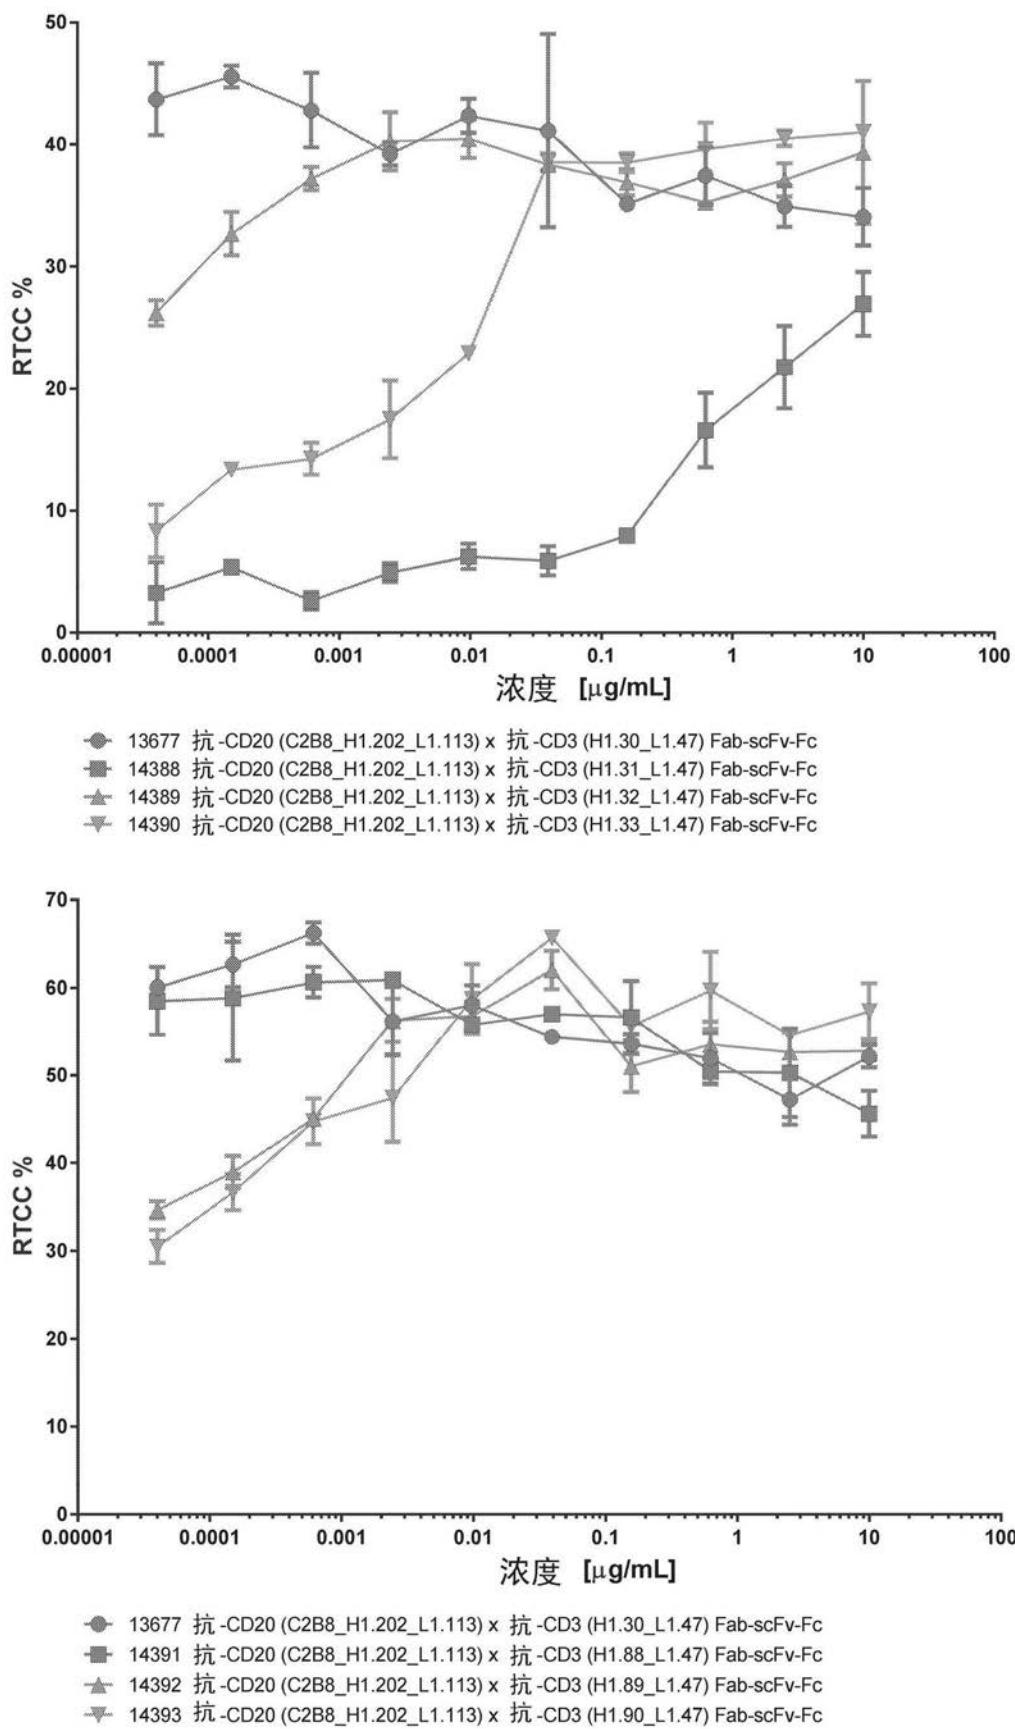 50
40
30
20
10
0
RTCC %
0.00001 0.0001 0.001 0.01 0.1 1 10 100
浓度 [μg/mL]
13677 抗-CD20 (C2B8_H1.202_L1.113) x 抗-CD3 (H1.30_L1.47) Fab-scFv-Fc
14388 抗-CD20 (C2B8_H1.202_L1.113) x 抗-CD3 (H1.31_L1.47) Fab-scFv-Fc
14389 抗-CD20 (C2B8_H1.202_L1.113) x 抗-CD3 (H1.32_L1.47) Fab-scFv-Fc
14390 抗-CD20 (C2B8_H1.202_L1.113) x 抗-CD3 (H1.33_L1.47) Fab-scFv-Fc
70
60
50
40
30
20
10
0
RTCC %
0.00001 0.0001 0.001 0.01 0.1 1 10 100
浓度 [μg/mL]
13677 抗-CD20 (C2B8_H1.202_L1.113) x 抗-CD3 (H1.30_L1.47) Fab-scFv-Fc
14391 抗-CD20 (C2B8_H1.202_L1.113) x 抗-CD3 (H1.88_L1.47) Fab-scFv-Fc
14392 抗-CD20 (C2B8_H1.202_L1.113) x 抗-CD3 (H1.89_L1.47) Fab-scFv-Fc
14393 抗-CD20 (C2B8_H1.202_L1.113) x 抗-CD3 (H1.90_L1.47) Fab-scFv-Fc